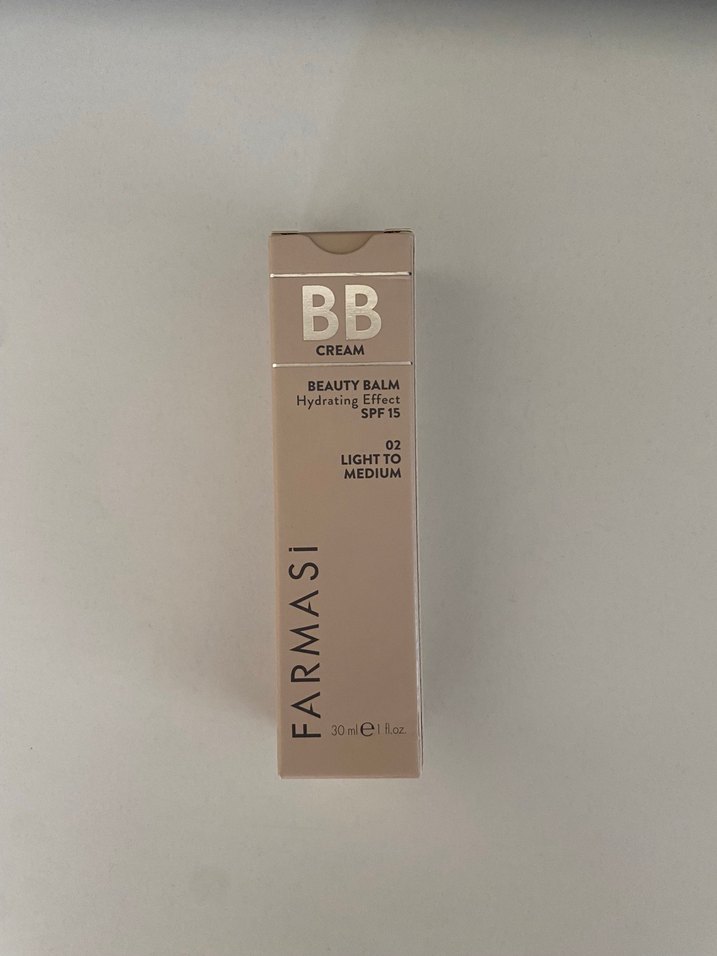 BB
CREAM
BEAUTY BALM
Hydrating Effect
SPF 15
02
LIGHT TO
MEDIUM
FARMASi
30 ml ℮ 1 fl.oz.